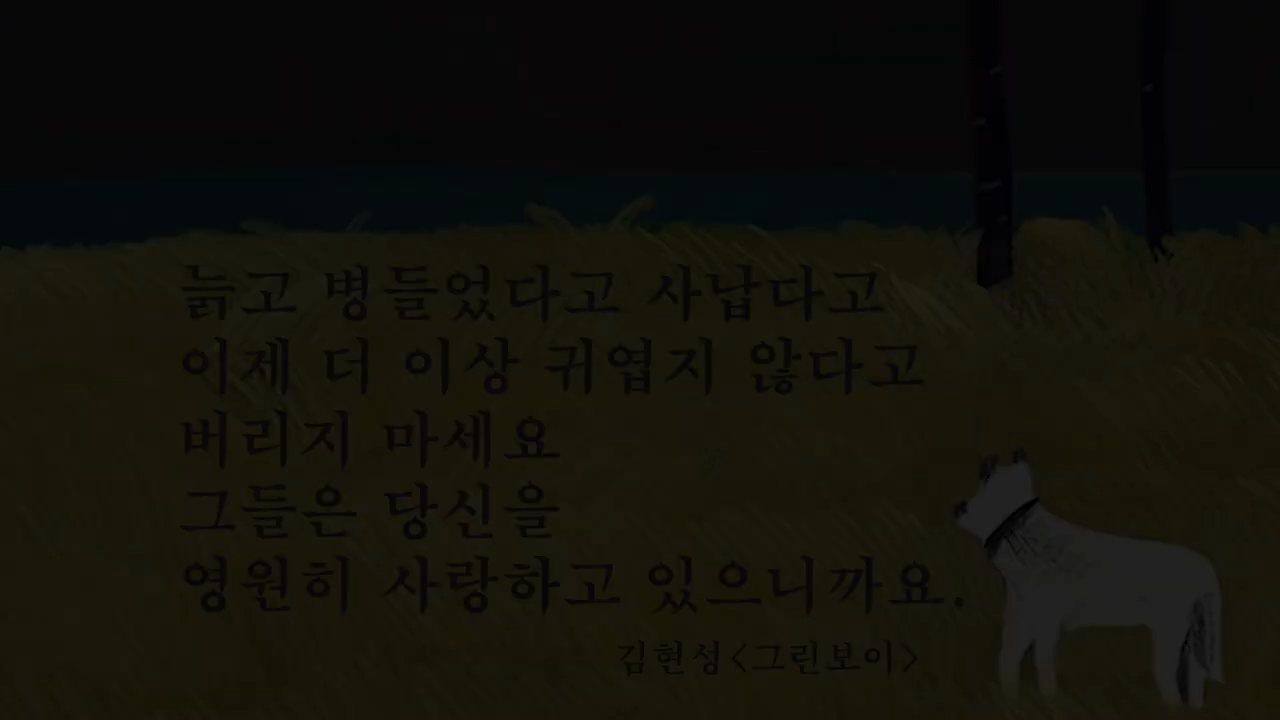 늙고 병들었다고 사납다고
이제 더 이상 귀엽지 않다고
버리지 마세요
그들은 당신을
영원히 사랑하고 있으니까요.
김현성<그린보이>